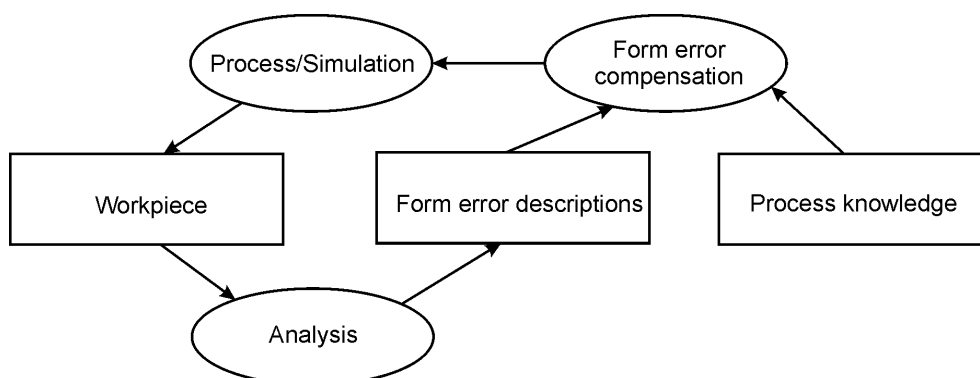 Process/Simulation
Form error
compensation
Workpiece
Form error descriptions
Process knowledge
Analysis